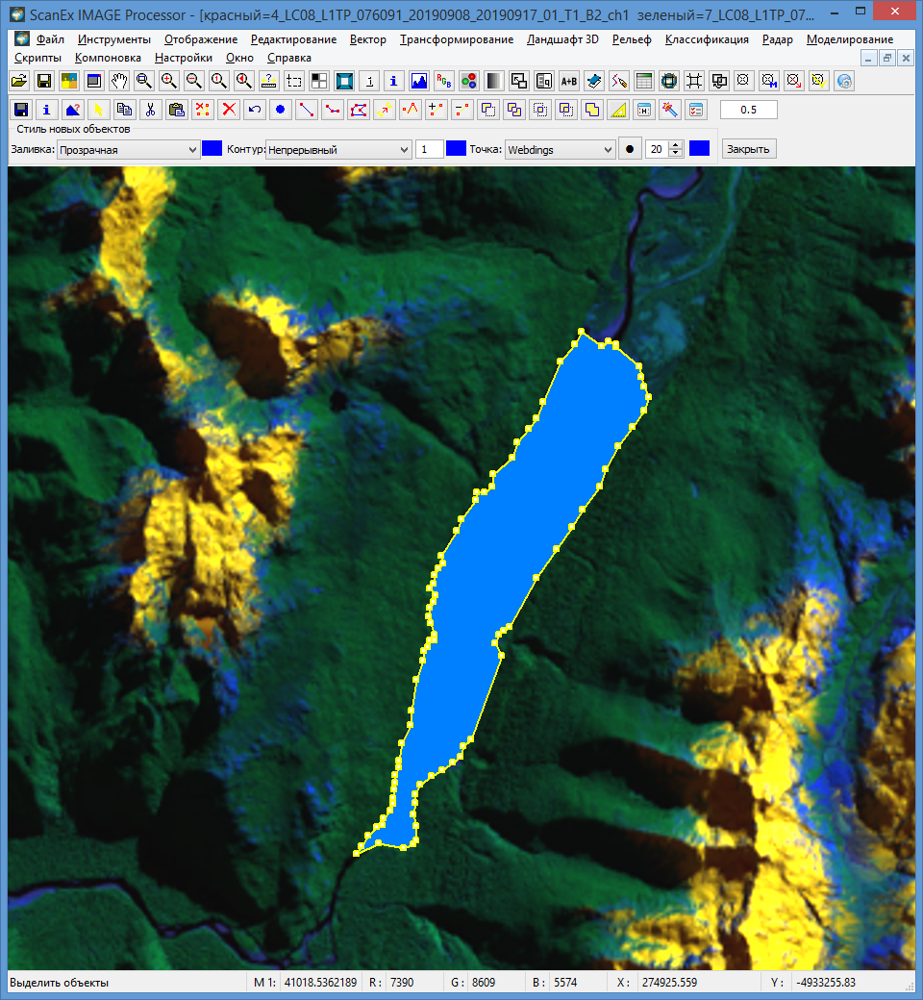 ScanEx IMAGE Processor - [красный=4_LC08_L1TP_076091_20190908_20190917_01_T1_B2_ch1 зеленый=7_LC08_L1TP_07...
Файл Инструменты Отображение Редактирование Вектор Трансформирование Ландшафт 3D Рельеф Классификация Радар Моделирование
Скрипты Компоновка Настройки Окно Справка
A+B
0.5
Стиль новых объектов
Заливка: Прозрачная Контур: Непрерывный 1 Точка: Webdings 20 Закрыть
Выделить объекты M 1: 41018.5362189 R: 7390 G: 8609 B: 5574 X: 274925.559 Y: -4933255.83